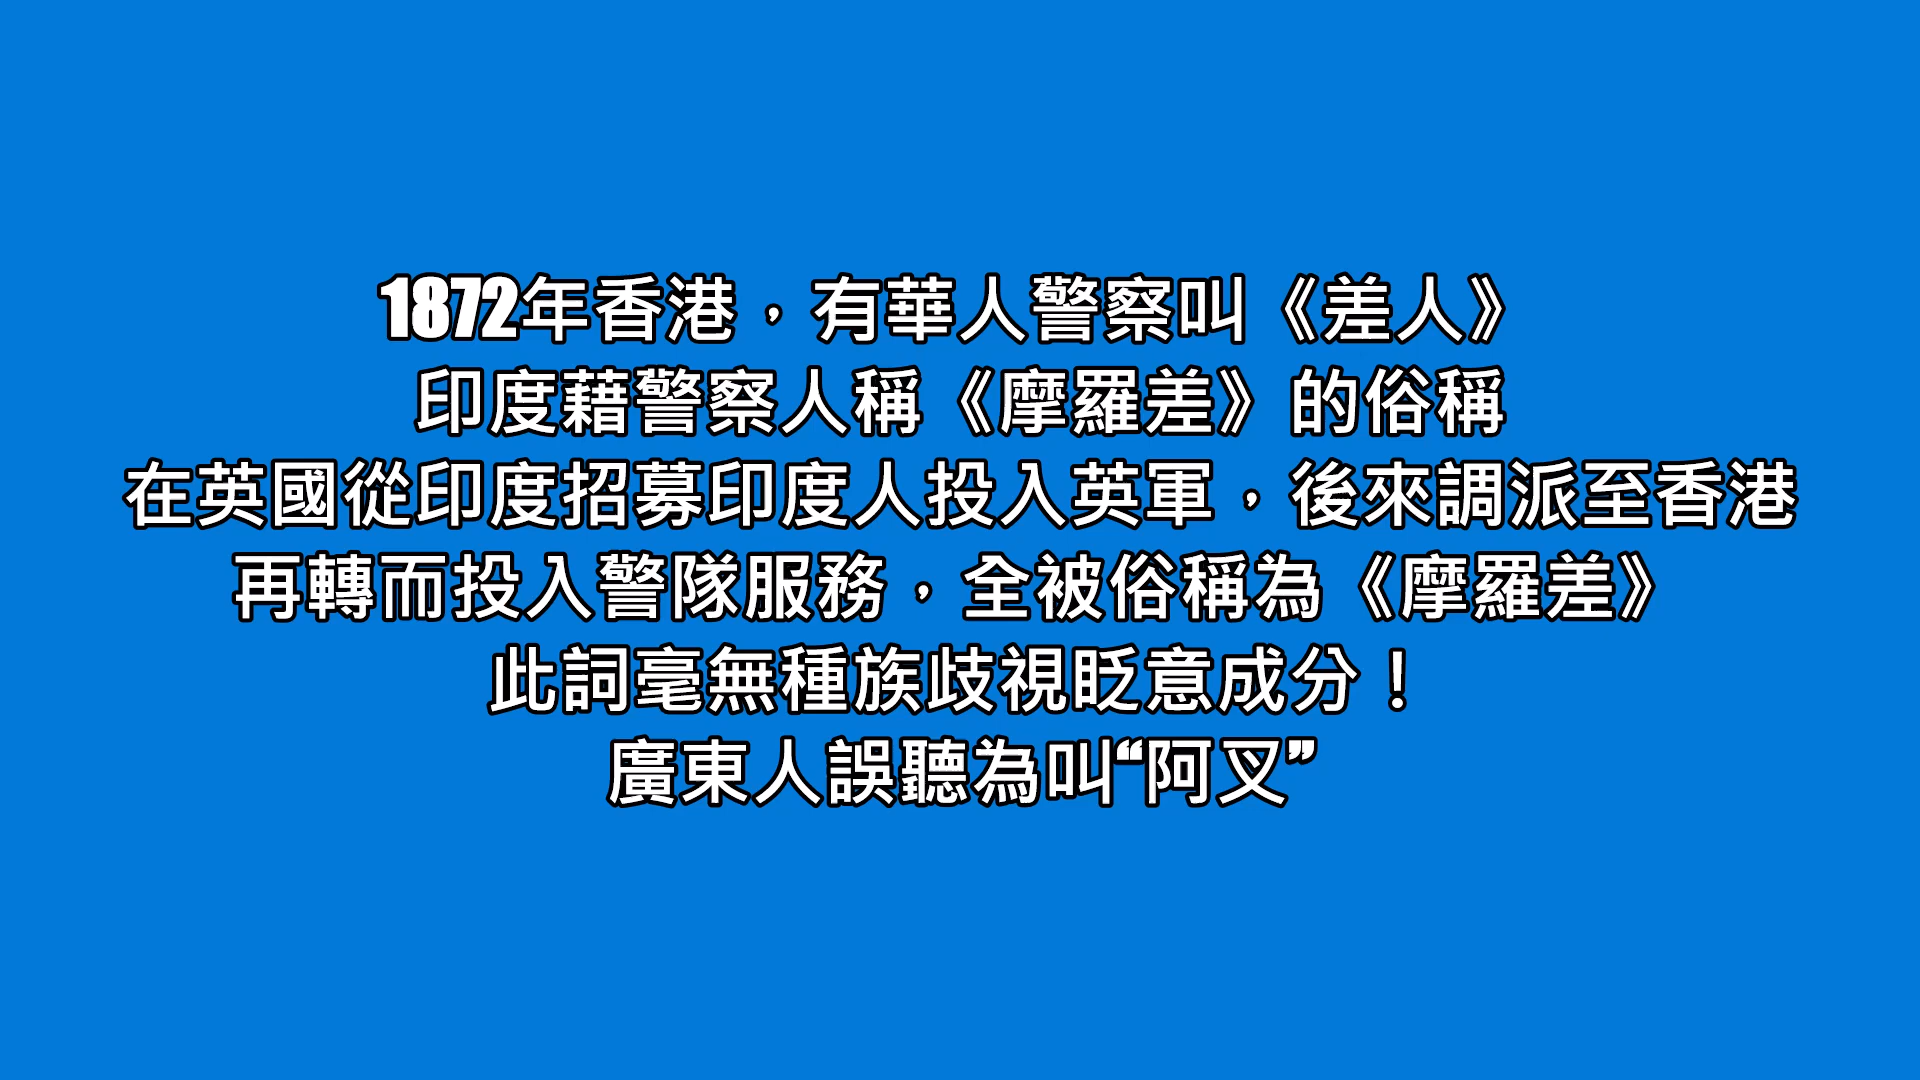 1872年香港，有華人警察叫《差人》
印度藉警察人稱《摩羅差》的俗稱
在英國從印度招募印度人投入英軍，後來調派至香港
再轉而投入警隊服務，全被俗稱為《摩羅差》
此詞毫無種族歧視眨意成分！
廣東人誤聽為叫“阿叉”